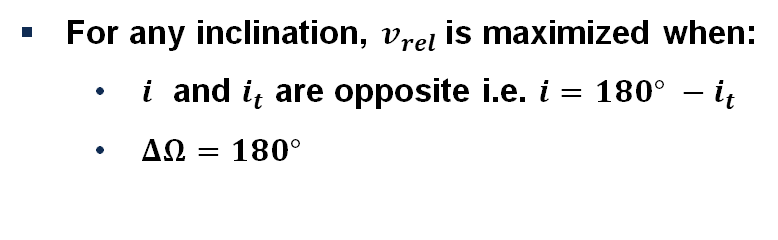 ▪ For any inclination, v_rel is maximized when:
• i and i_t are opposite i.e. i = 180° − i_t
• ΔΩ = 180°